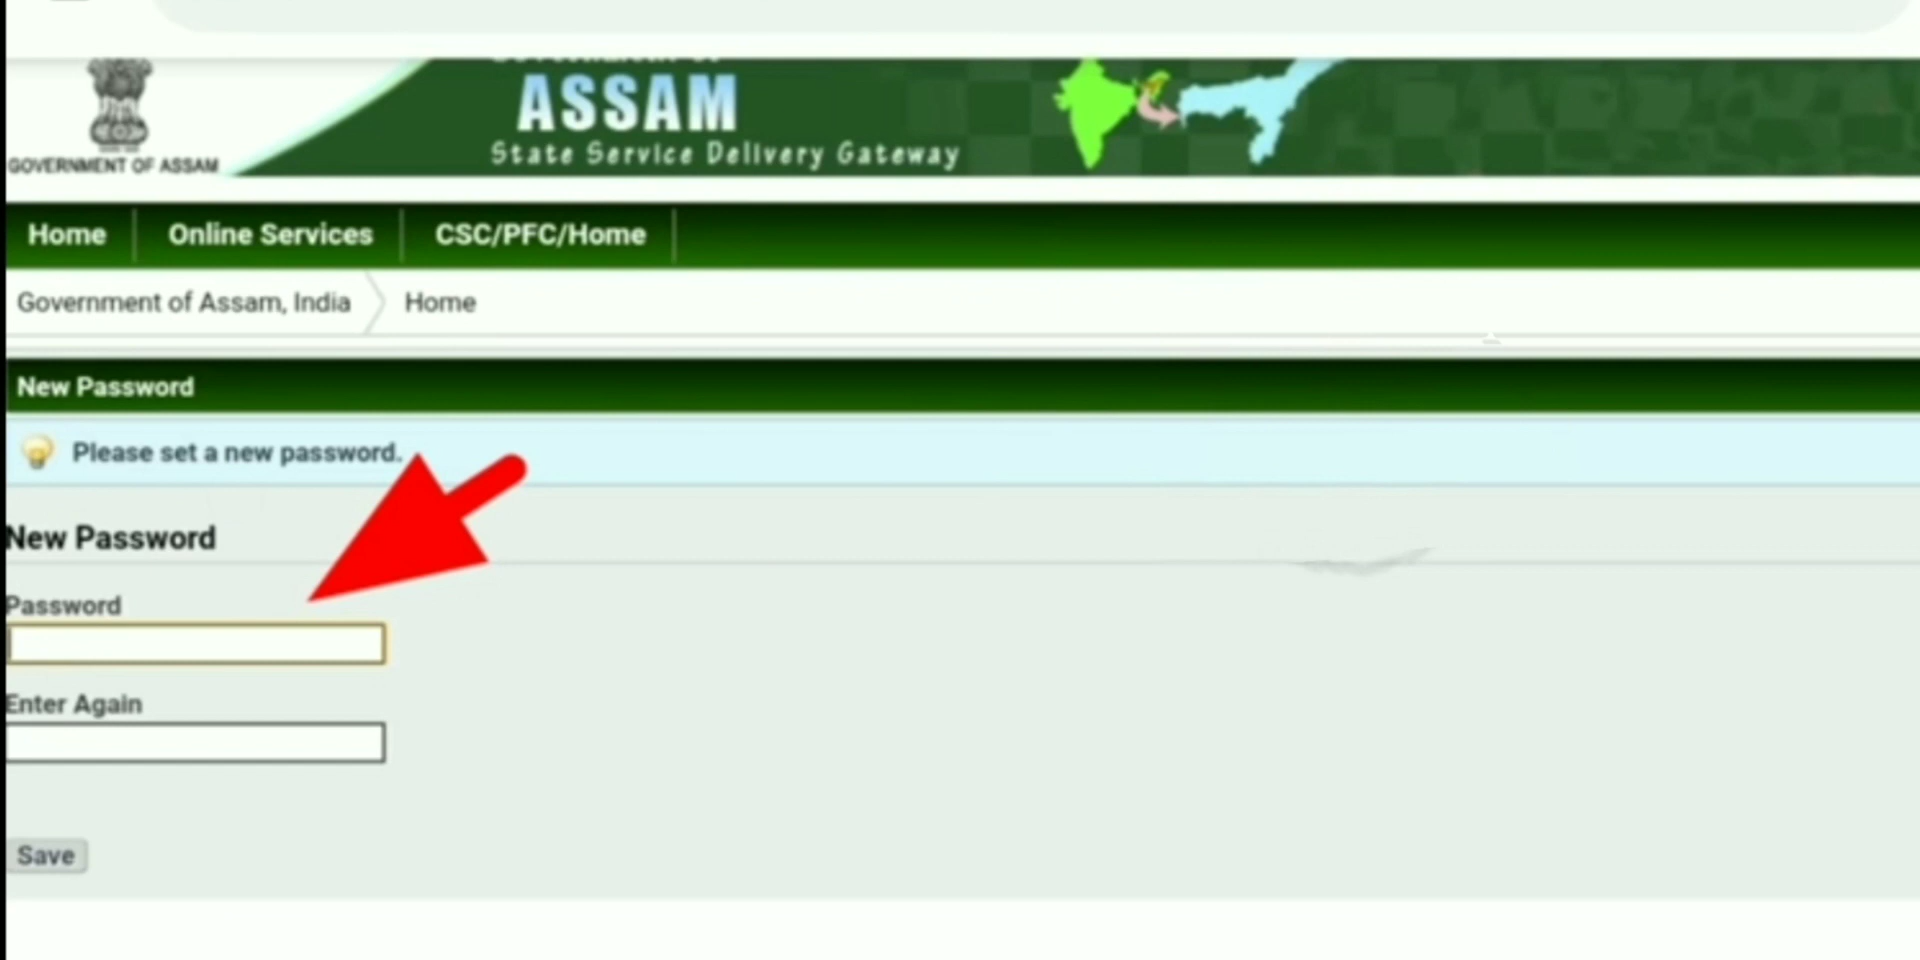 ASSAM
State Service Delivery Gateway
GOVERNMENT OF ASSAM
Home
Online Services
CSC/PFC/Home
Government of Assam, India
Home
New Password
Please set a new password.
New Password
Password
Enter Again
Save